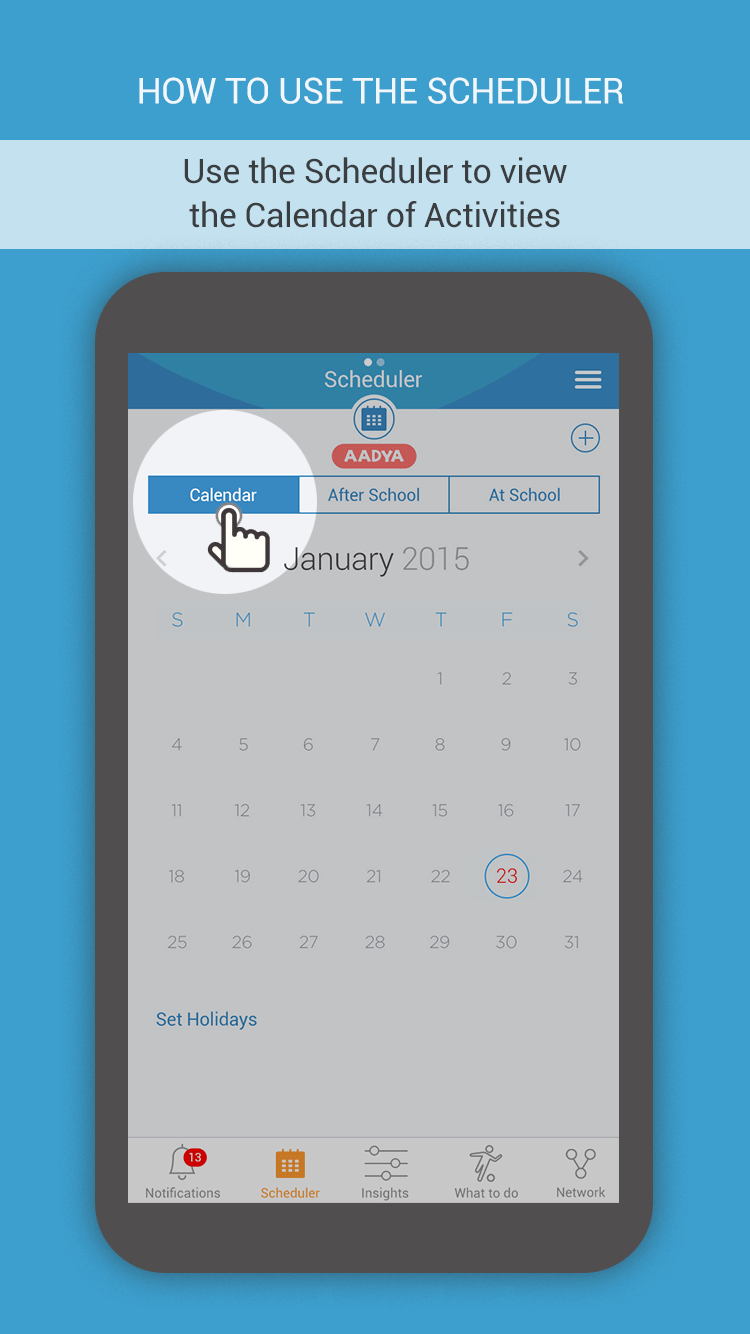 HOW TO USE THE SCHEDULER
Use the Scheduler to view
the Calendar of Activities
Scheduler
AADYA
Calendar After School At School
January 2015
S M T W T F S
1 2 3
4 5 6 7 8 9 10
11 12 13 14 15 16 17
18 19 20 21 22 23 24
25 26 27 28 29 30 31
Set Holidays
13
Notifications Scheduler Insights What to do Network